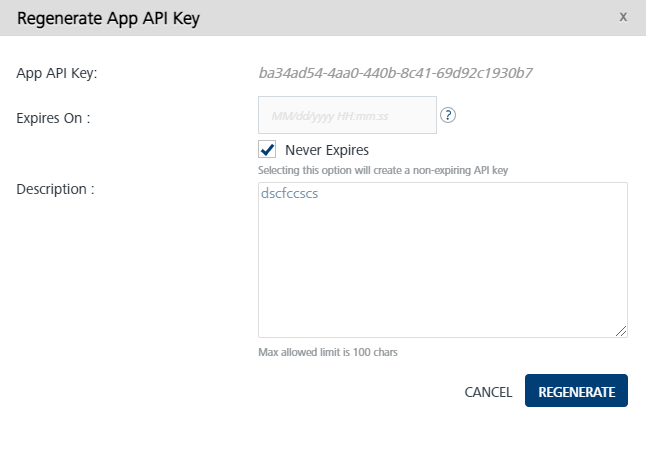 Regenerate App API Key x
App API Key: ba34ad54-4aa0-440b-8c41-69d92c1930b7
Expires On : MM/dd/yyyy HH:mm:ss ?
Never Expires
Selecting this option will create a non-expiring API key
Description : dscfccscs
Max allowed limit is 100 chars
CANCEL REGENERATE